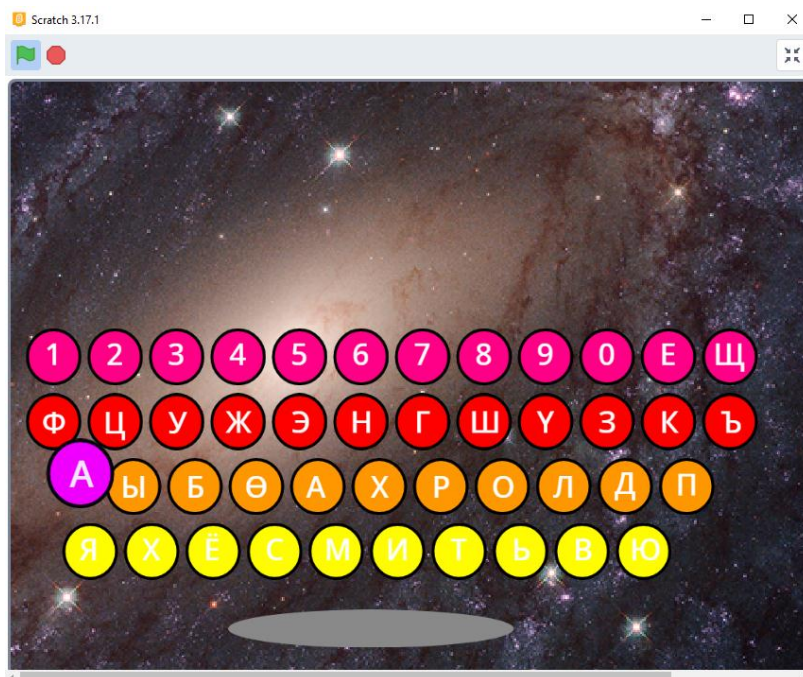 Scratch 3.17.1
1 2 3 4 5 6 7 8 9 0 Е Щ
Ф Ц У Ж Э Н Г Ш Ү З К Ъ
А Ы Б Ө А Х Р О Л Д П
Я Х Ё С М И Т Ь В Ю